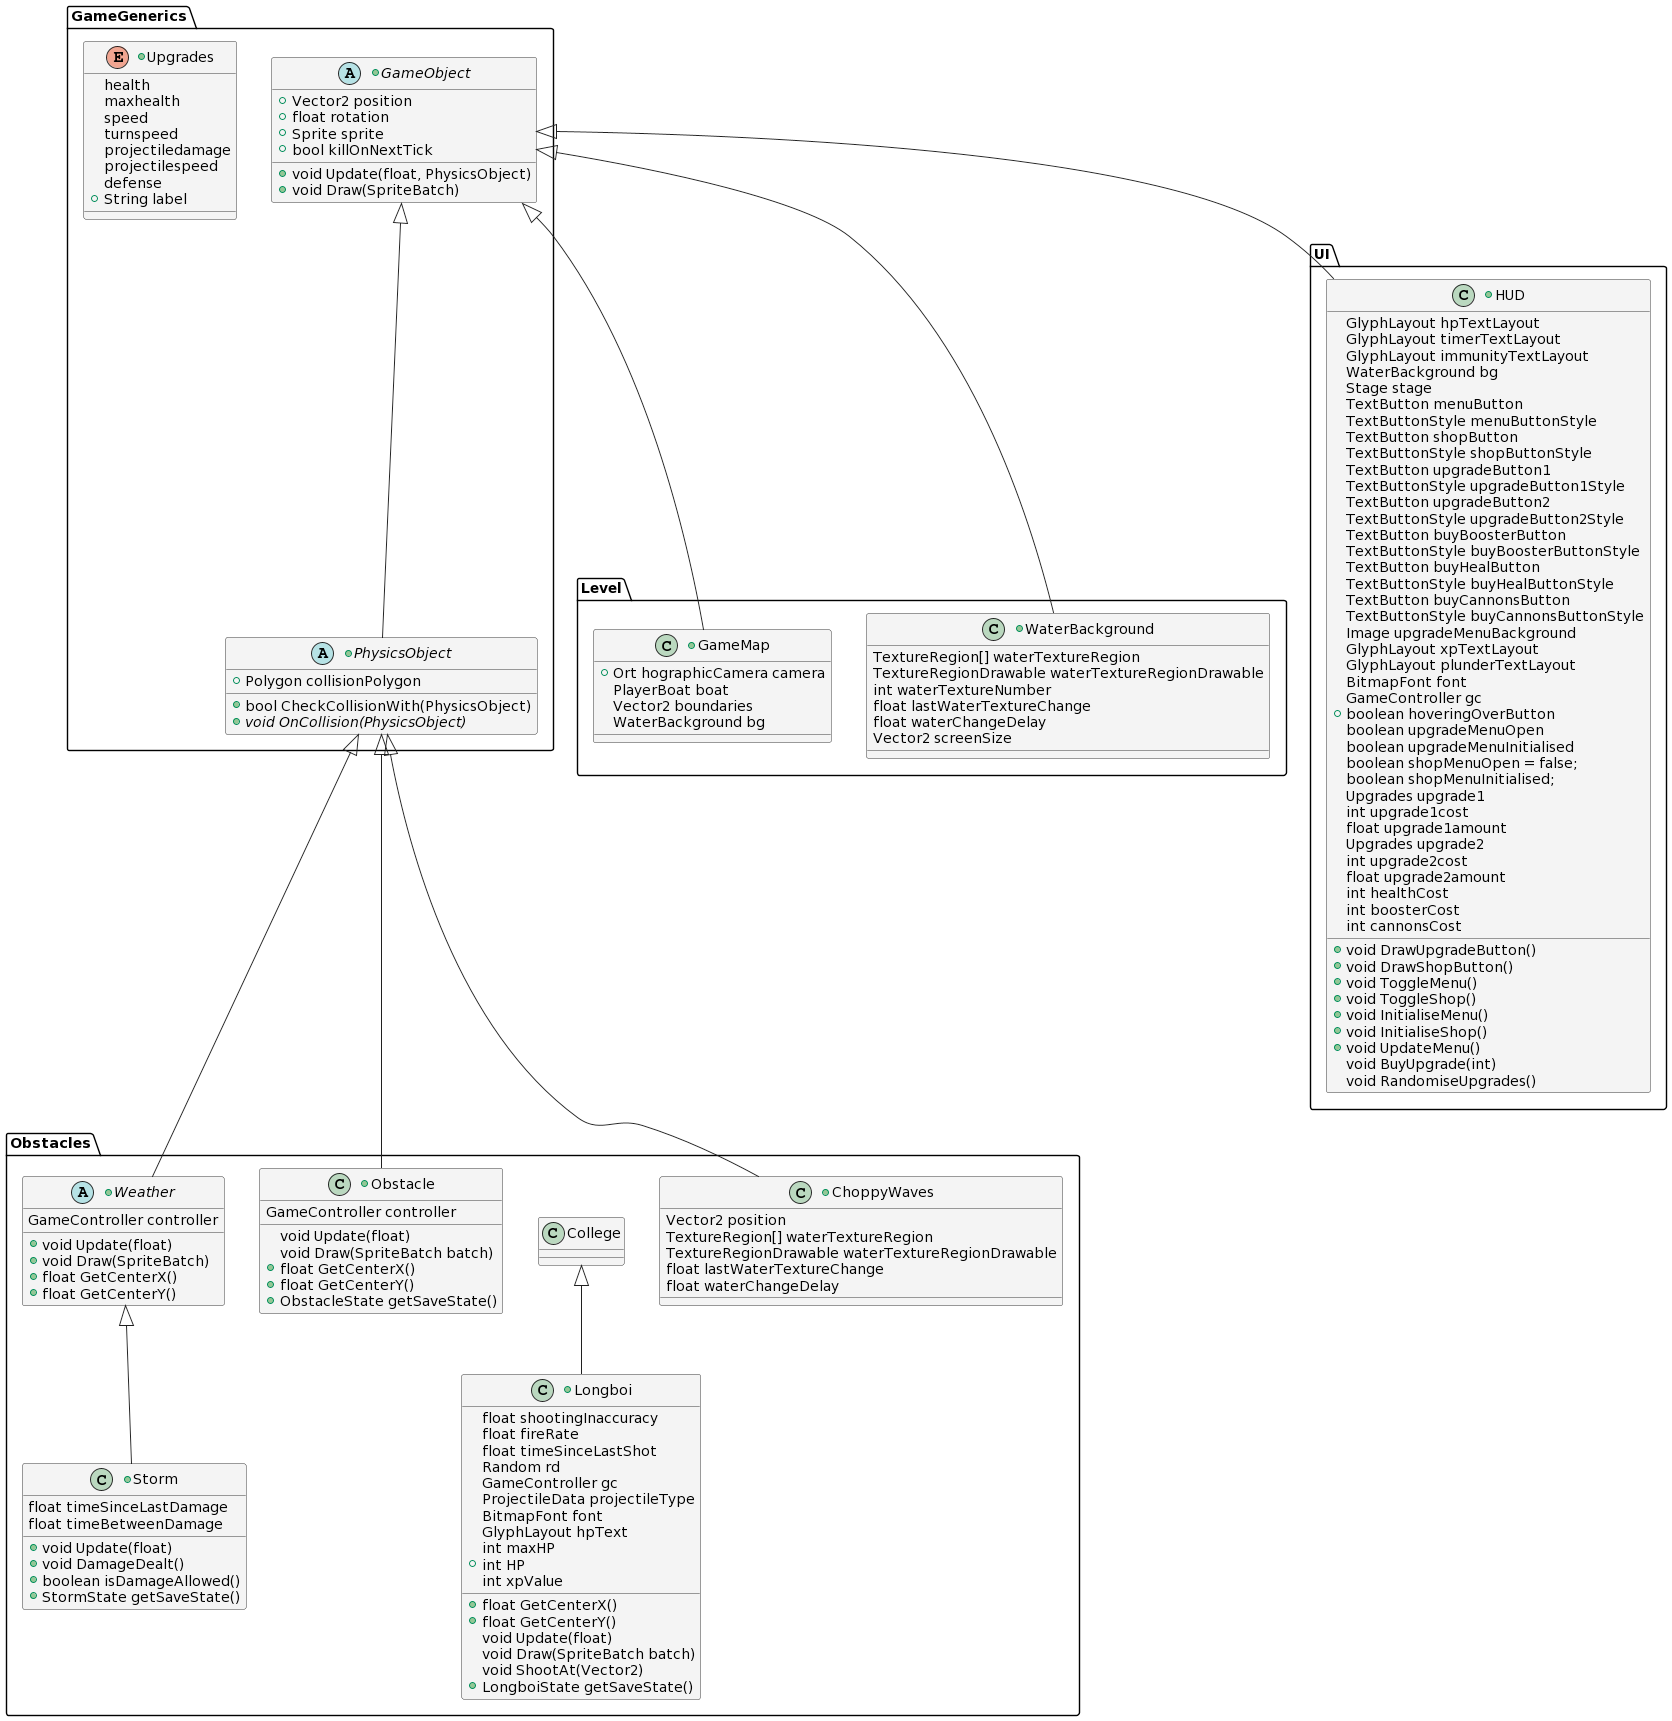 GameGenerics
E Upgrades
health
maxhealth
speed
turnspeed
projectiledamage
projectilespeed
defense
String label
A GameObject
Vector2 position
float rotation
Sprite sprite
bool killOnNextTick
void Update(float, PhysicsObject)
void Draw(SpriteBatch)
A PhysicsObject
Polygon collisionPolygon
bool CheckCollisionWith(PhysicsObject)
void OnCollision(PhysicsObject)
Level
C GameMap
Ort hographicCamera camera
PlayerBoat boat
Vector2 boundaries
WaterBackground bg
C WaterBackground
TextureRegion[] waterTextureRegion
TextureRegionDrawable waterTextureRegionDrawable
int waterTextureNumber
float lastWaterTextureChange
float waterChangeDelay
Vector2 screenSize
UI
C HUD
GlyphLayout hpTextLayout
GlyphLayout timerTextLayout
GlyphLayout immunityTextLayout
WaterBackground bg
Stage stage
TextButton menuButton
TextButtonStyle menuButtonStyle
TextButton shopButton
TextButtonStyle shopButtonStyle
TextButton upgradeButton1
TextButtonStyle upgradeButton1Style
TextButton upgradeButton2
TextButtonStyle upgradeButton2Style
TextButton buyBoosterButton
TextButtonStyle buyBoosterButtonStyle
TextButton buyHealButton
TextButtonStyle buyHealButtonStyle
TextButton buyCannonsButton
TextButtonStyle buyCannonsButtonStyle
Image upgradeMenuBackground
GlyphLayout xpTextLayout
GlyphLayout plunderTextLayout
BitmapFont font
GameController gc
boolean hoveringOverButton
boolean upgradeMenuOpen
boolean upgradeMenuInitialised
boolean shopMenuOpen = false;
boolean shopMenuInitialised;
Upgrades upgrade1
int upgrade1cost
float upgrade1amount
Upgrades upgrade2
int upgrade2cost
float upgrade2amount
int healthCost
int boosterCost
int cannonsCost
void DrawUpgradeButton()
void DrawShopButton()
void ToggleMenu()
void ToggleShop()
void InitialiseMenu()
void InitialiseShop()
void UpdateMenu()
void BuyUpgrade(int)
void RandomiseUpgrades()
Obstacles
A Weather
GameController controller
void Update(float)
void Draw(SpriteBatch)
float GetCenterX()
float GetCenterY()
C Obstacle
GameController controller
void Update(float)
void Draw(SpriteBatch batch)
float GetCenterX()
float GetCenterY()
ObstacleState getSaveState()
C College
C ChoppyWaves
Vector2 position
TextureRegion[] waterTextureRegion
TextureRegionDrawable waterTextureRegionDrawable
float lastWaterTextureChange
float waterChangeDelay
C Storm
float timeSinceLastDamage
float timeBetweenDamage
void Update(float)
void DamageDealt()
boolean isDamageAllowed()
StormState getSaveState()
C Longboi
float shootingInaccuracy
float fireRate
float timeSinceLastShot
Random rd
GameController gc
ProjectileData projectileType
BitmapFont font
GlyphLayout hpText
int maxHP
int HP
int xpValue
float GetCenterX()
float GetCenterY()
void Update(float)
void Draw(SpriteBatch batch)
void ShootAt(Vector2)
LongboiState getSaveState()